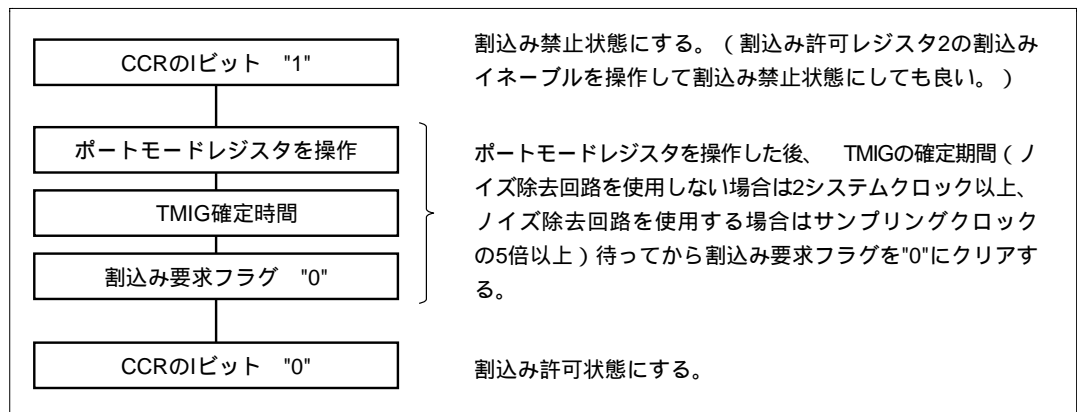 CCRのIビット　"1"
割込み禁止状態にする。（割込み許可レジスタ2の割込み
イネーブルを操作して割込み禁止状態にしても良い。）
ポートモードレジスタを操作
TMIG確定時間
割込み要求フラグ　"0"
ポートモードレジスタを操作した後、　TMIGの確定期間（ノ
イズ除去回路を使用しない場合は2システムクロック以上、
ノイズ除去回路を使用する場合はサンプリングクロック
の5倍以上）待ってから割込み要求フラグを"0"にクリアす
る。
CCRのIビット　"0"
割込み許可状態にする。